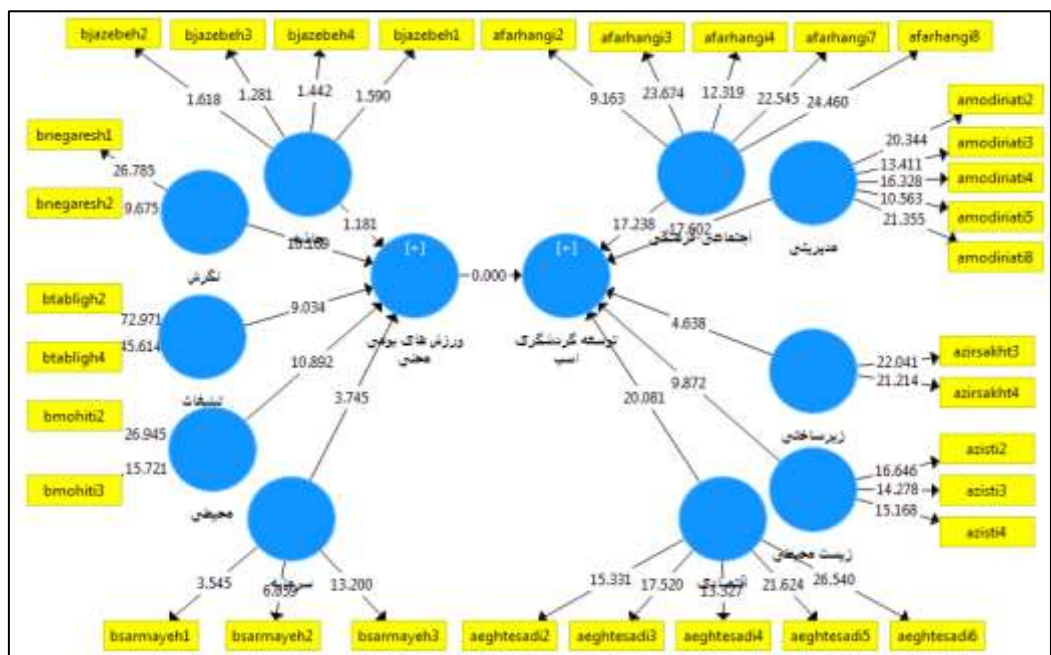 bjazebeh2
bjazebeh3
bjazebeh4
bjazebeh1
afarhangi2
afarhangi3
afarhangi4
afarhangi7
afarhangi8
1.618
1.281
1.442
1.590
9.163
23.674
12.319
22.545
24.460
amodiriati2
amodiriati3
amodiriati4
amodiriati5
amodiriati8
20.344
13.411
16.328
10.563
21.355
bnegaresh1
bnegaresh2
26.785
9.675
1.181
17.238
17.602
اجتماعی فرهنگی
مدیریتی
نگرش
[+]
[+]
0.000
btabligh2
btabligh4
72.971
45.614
9.034
تبلیغات
ورزش های بومی
محلی
توسعه گردشگری
اسب
4.638
22.041
21.214
azirsakht3
azirsakht4
زیرساختی
bmohiti2
bmohiti3
26.945
15.721
10.892
محیطی
3.745
9.872
20.081
azisti2
azisti3
azisti4
16.646
14.278
15.168
زیست محیطی
سرمایه
3.545
13.200
اقتصادی
15.331
17.520
13.327
21.624
26.540
bsarmayeh1
bsarmayeh2
bsarmayeh3
aeghtesadi2
aeghtesadi3
aeghtesadi4
aeghtesadi5
aeghtesadi6